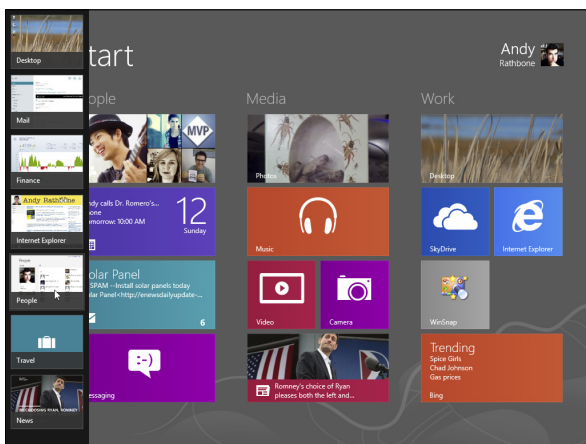 Desktop
Mail
Finance
Andy Rathbone
Internet Explorer
People
People
Travel
News
tart
Andy
Rathbone
ople
MVP
ndy calls Dr. Romero's...
one
omorrow: 10:00 AM
12
Sunday
olar Panel
SPAM --Install solar panels today
lar Panel<http://enewsdailyupdate-...
6
essaging
Media
Photos
Music
Video
Camera
Romney's choice of Ryan
pleases both the left and...
Work
Desktop
SkyDrive
Internet Explorer
WinSnap
Trending
Spice Girls
Chad Johnson
Gas prices
Bing